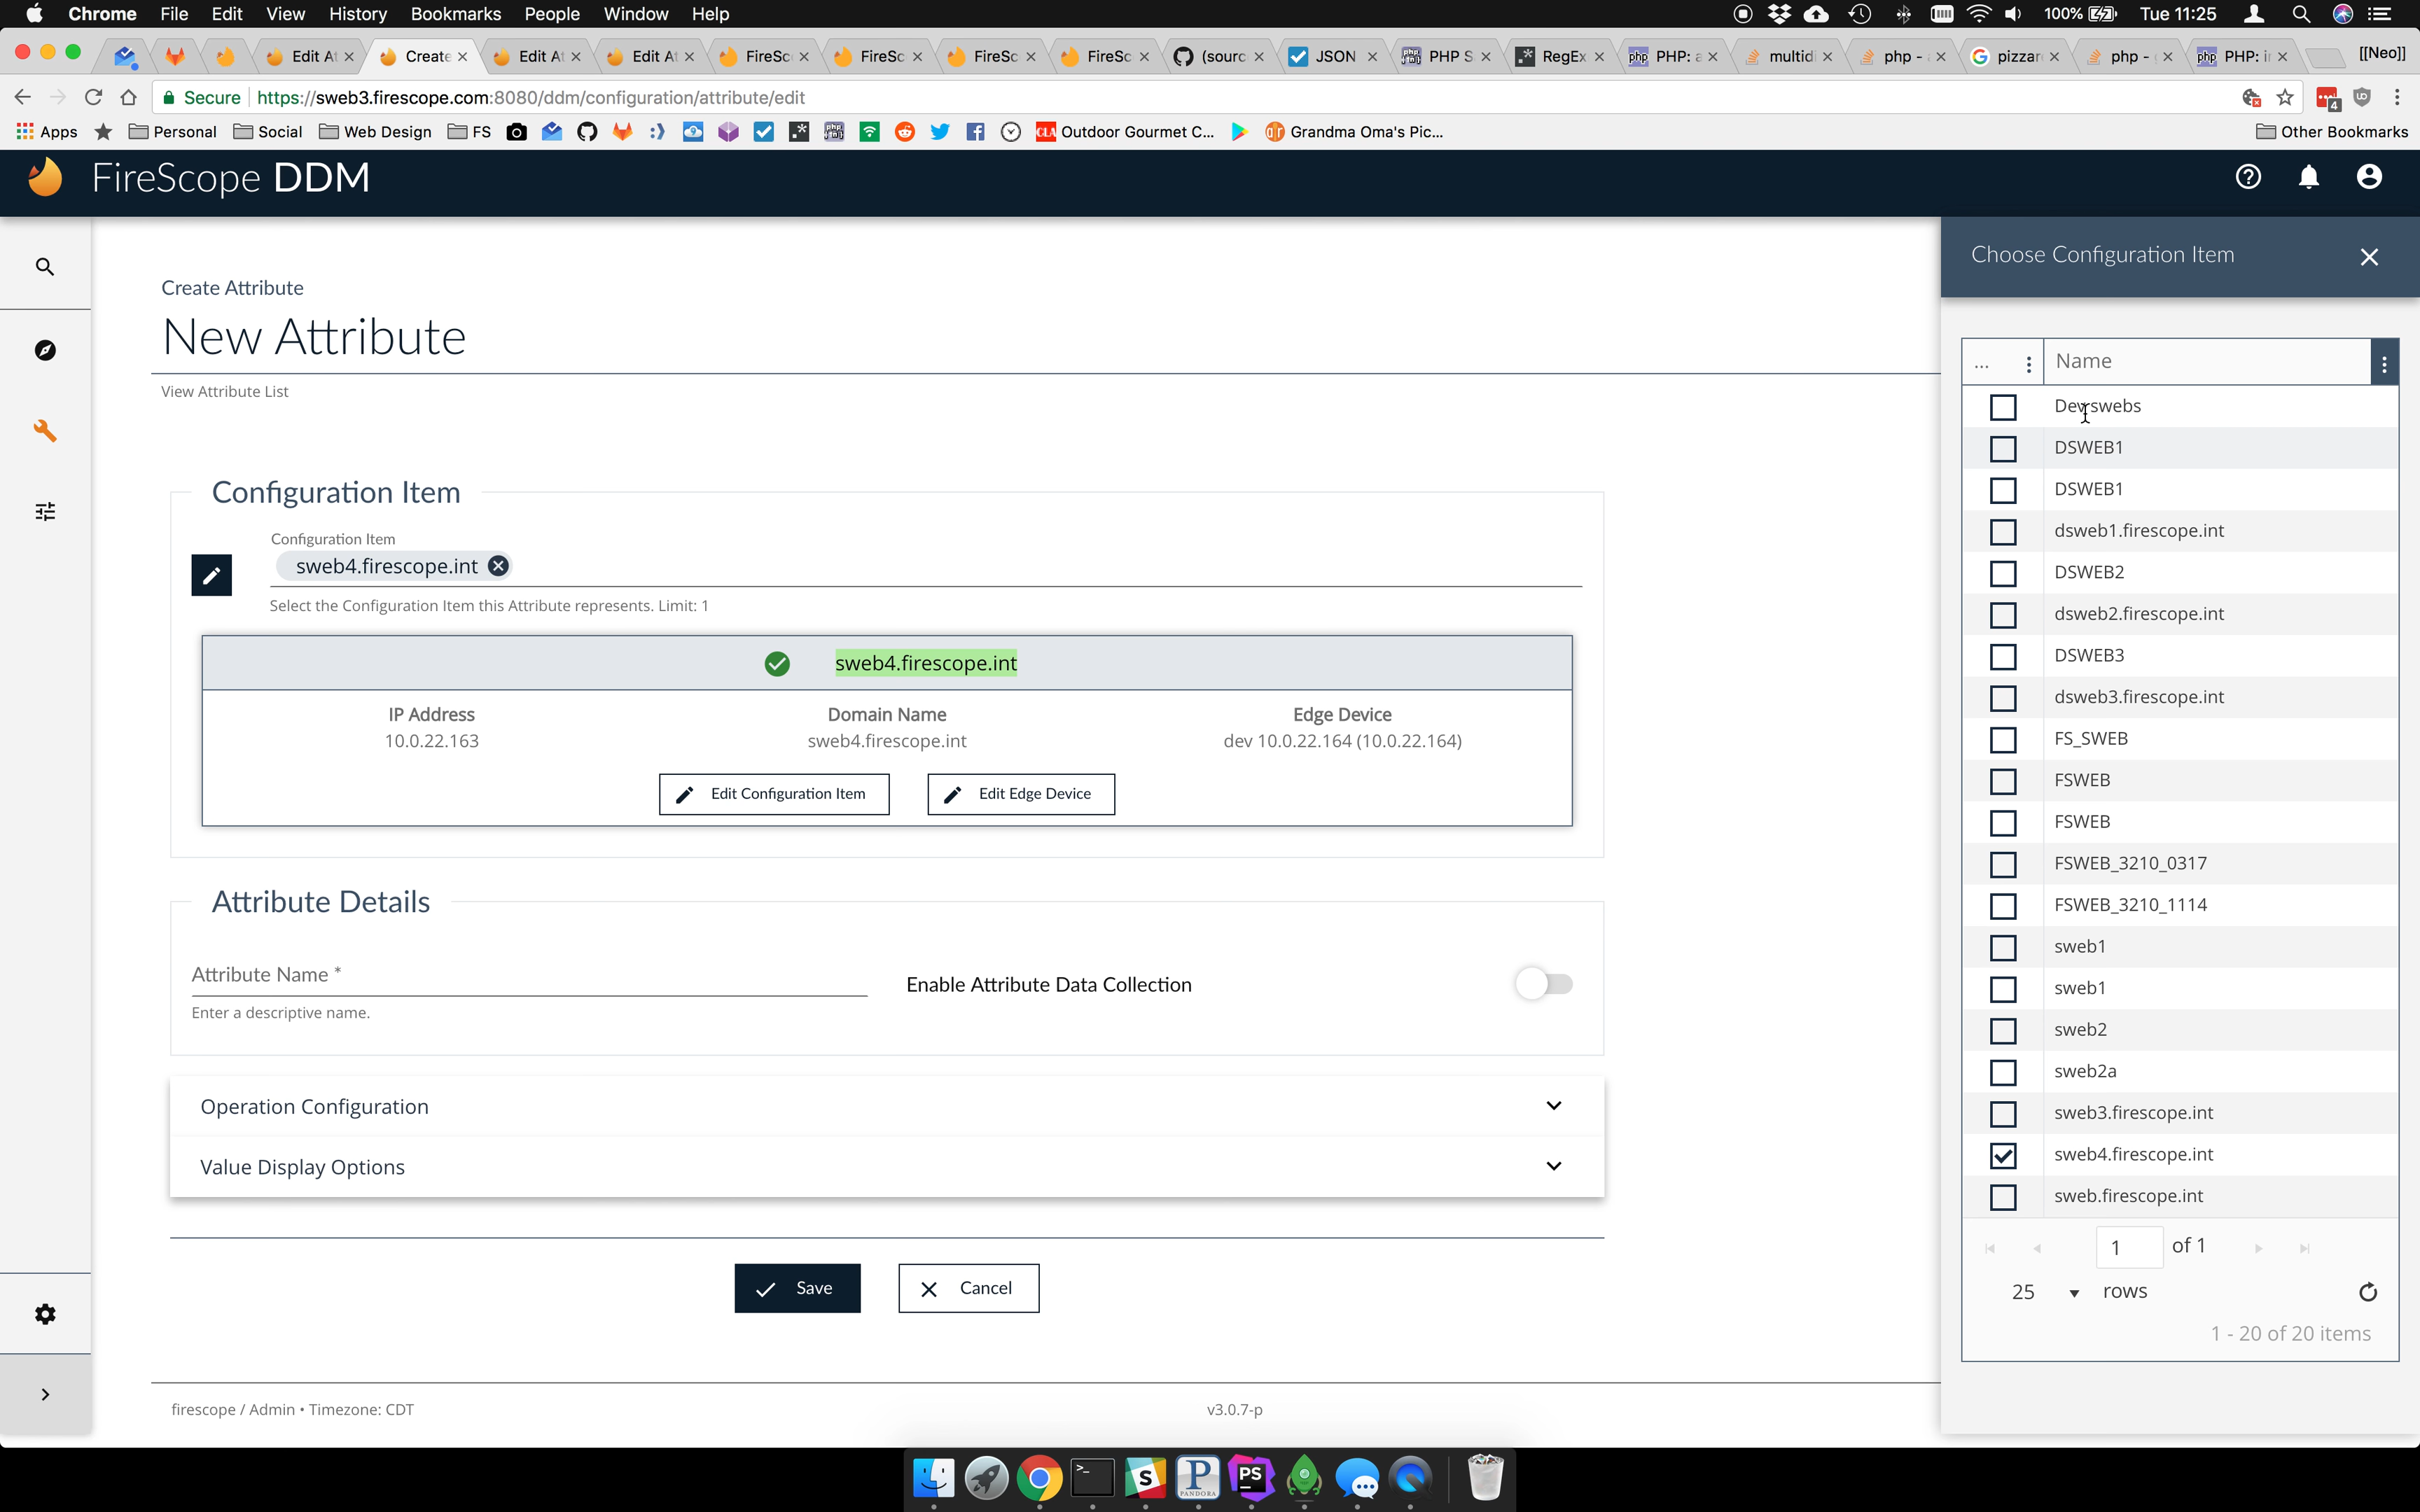 Chrome File Edit View History Bookmarks People Window Help
100% Tue 11:25
Edit At Create Edit At Edit At FireSco FireSc FireSc FireSc (sourc JSON PHP S RegEx PHP: a multidi php - pizzar php - PHP: i [[Neo]]
Secure https://sweb3.firescope.com:8080/ddm/configuration/attribute/edit
4
Apps Personal Social Web Design FS Outdoor Gourmet C... Grandma Oma's Pic... Other Bookmarks
FireScope DDM
Create Attribute
New Attribute
View Attribute List
Configuration Item
Configuration Item
sweb4.firescope.int
Select the Configuration Item this Attribute represents. Limit: 1
sweb4.firescope.int
IP Address Domain Name Edge Device
10.0.22.163 sweb4.firescope.int dev 10.0.22.164 (10.0.22.164)
Edit Configuration Item Edit Edge Device
Attribute Details
Attribute Name *
Enable Attribute Data Collection
Enter a descriptive name.
Operation Configuration
Value Display Options
Save Cancel
firescope / Admin • Timezone: CDT v3.0.7-p
Choose Configuration Item
... Name
Dev swebs
DSWEB1
DSWEB1
dsweb1.firescope.int
DSWEB2
dsweb2.firescope.int
DSWEB3
dsweb3.firescope.int
FS_SWEB
FSWEB
FSWEB
FSWEB_3210_0317
FSWEB_3210_1114
sweb1
sweb1
sweb2
sweb2a
sweb3.firescope.int
sweb4.firescope.int
sweb.firescope.int
1 of 1
25 rows
1 - 20 of 20 items
S P PANDORA PS